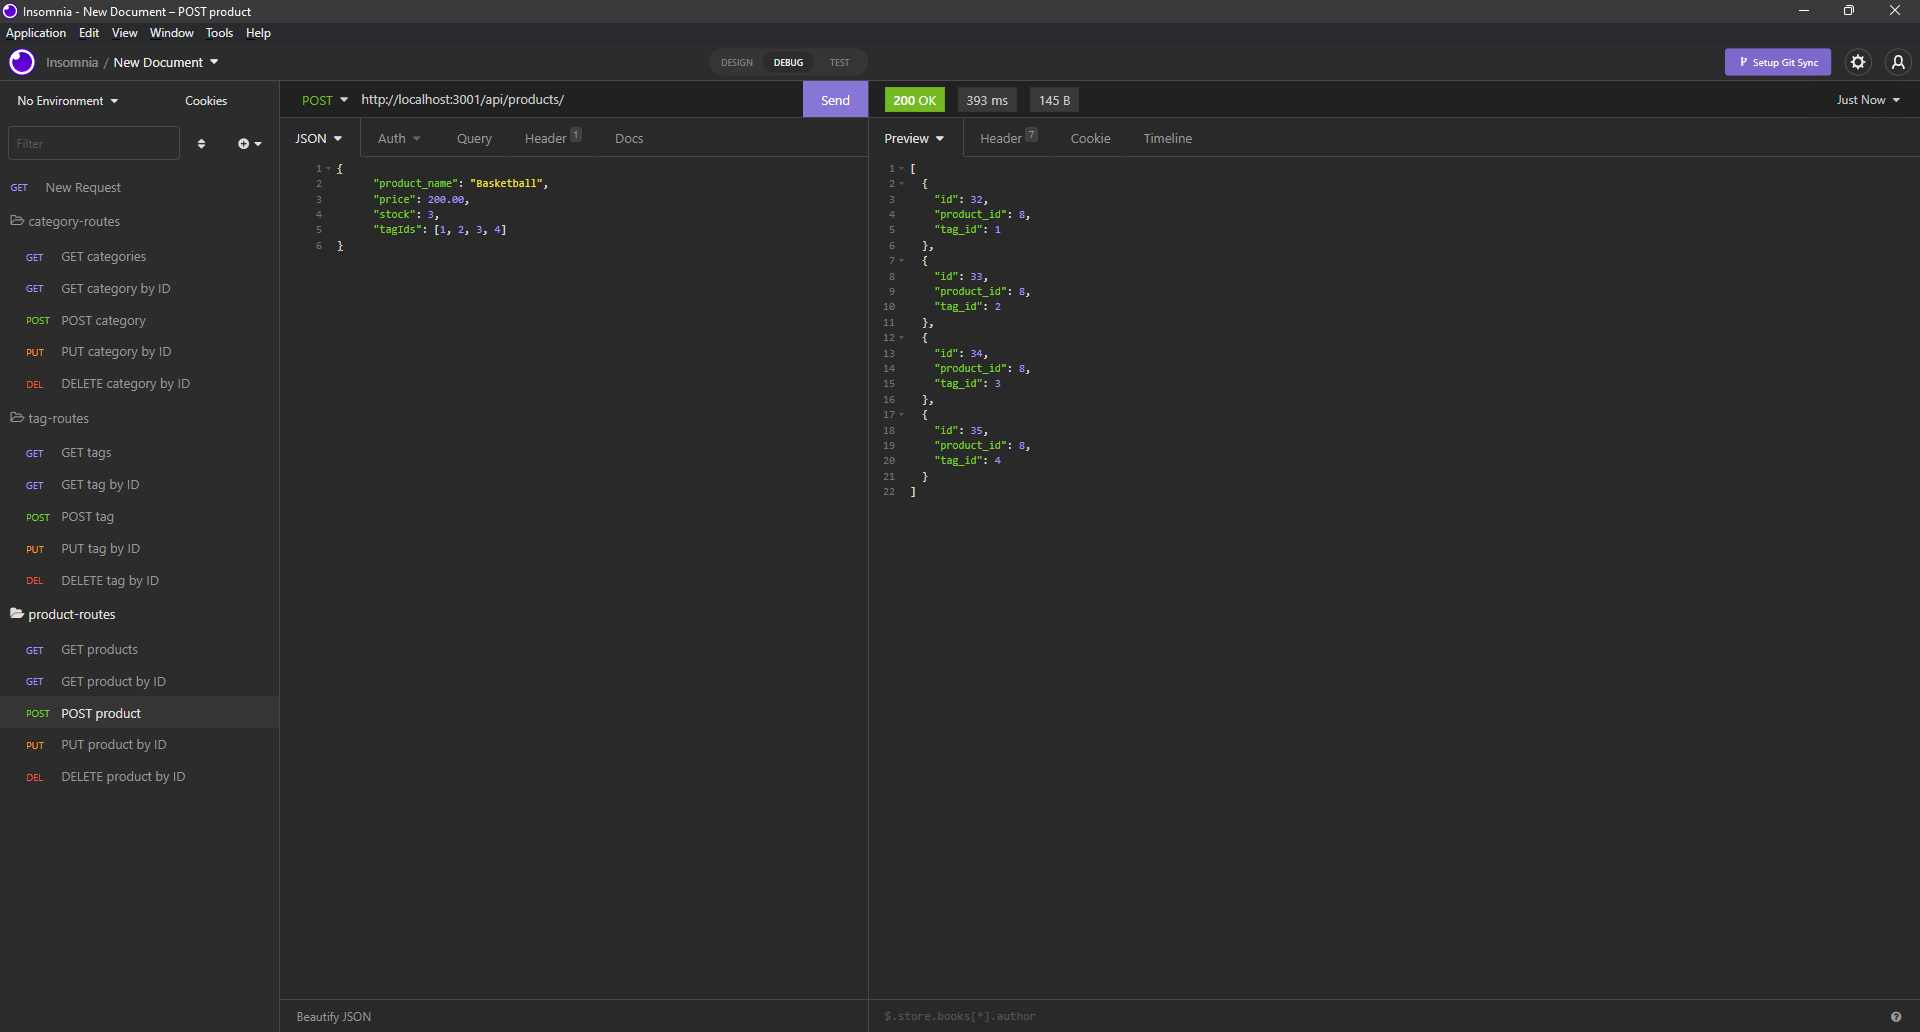 Insomnia - New Document – POST product
Application Edit View Window Tools Help
Insomnia / New Document
DESIGN DEBUG TEST
Setup Git Sync
No Environment
Cookies
Filter
GET New Request
category-routes
GET GET categories
GET GET category by ID
POST POST category
PUT PUT category by ID
DEL DELETE category by ID
tag-routes
GET GET tags
GET GET tag by ID
POST POST tag
PUT PUT tag by ID
DEL DELETE tag by ID
product-routes
GET GET products
GET GET product by ID
POST POST product
PUT PUT product by ID
DEL DELETE product by ID
POST http://localhost:3001/api/products/ Send
JSON Auth Query Header 1 Docs
1 {
2 "product_name": "Basketball",
3 "price": 200.00,
4 "stock": 3,
5 "tagIds": [1, 2, 3, 4]
6 }
Beautify JSON
200 OK 393 ms 145 B Just Now
Preview Header 7 Cookie Timeline
1 [
2 {
3 "id": 32,
4 "product_id": 8,
5 "tag_id": 1
6 },
7 {
8 "id": 33,
9 "product_id": 8,
10 "tag_id": 2
11 },
12 {
13 "id": 34,
14 "product_id": 8,
15 "tag_id": 3
16 },
17 {
18 "id": 35,
19 "product_id": 8,
20 "tag_id": 4
21 }
22 ]
$.store.books[*].author